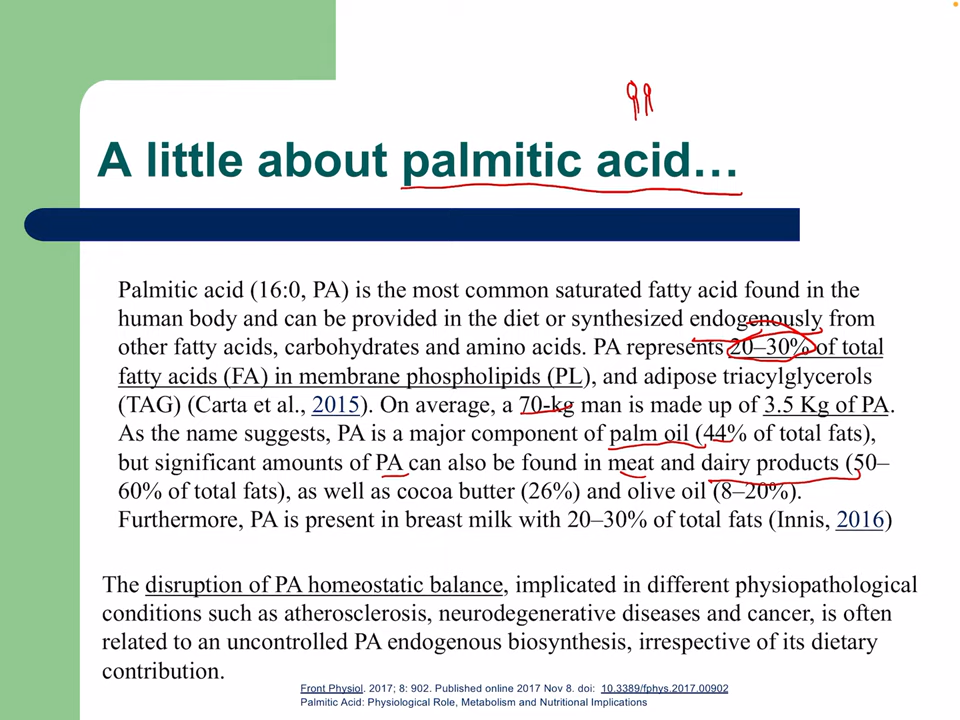 A little about palmitic acid…
Palmitic acid (16:0, PA) is the most common saturated fatty acid found in the
human body and can be provided in the diet or synthesized endogenously from
other fatty acids, carbohydrates and amino acids. PA represents 20–30% of total
fatty acids (FA) in membrane phospholipids (PL), and adipose triacylglycerols
(TAG) (Carta et al., 2015). On average, a 70-kg man is made up of 3.5 Kg of PA.
As the name suggests, PA is a major component of palm oil (44% of total fats),
but significant amounts of PA can also be found in meat and dairy products (50–
60% of total fats), as well as cocoa butter (26%) and olive oil (8–20%).
Furthermore, PA is present in breast milk with 20–30% of total fats (Innis, 2016)
The disruption of PA homeostatic balance, implicated in different physiopathological
conditions such as atherosclerosis, neurodegenerative diseases and cancer, is often
related to an uncontrolled PA endogenous biosynthesis, irrespective of its dietary
contribution.
Front Physiol. 2017; 8: 902. Published online 2017 Nov 8. doi: 10.3389/fphys.2017.00902
Palmitic Acid: Physiological Role, Metabolism and Nutritional Implications